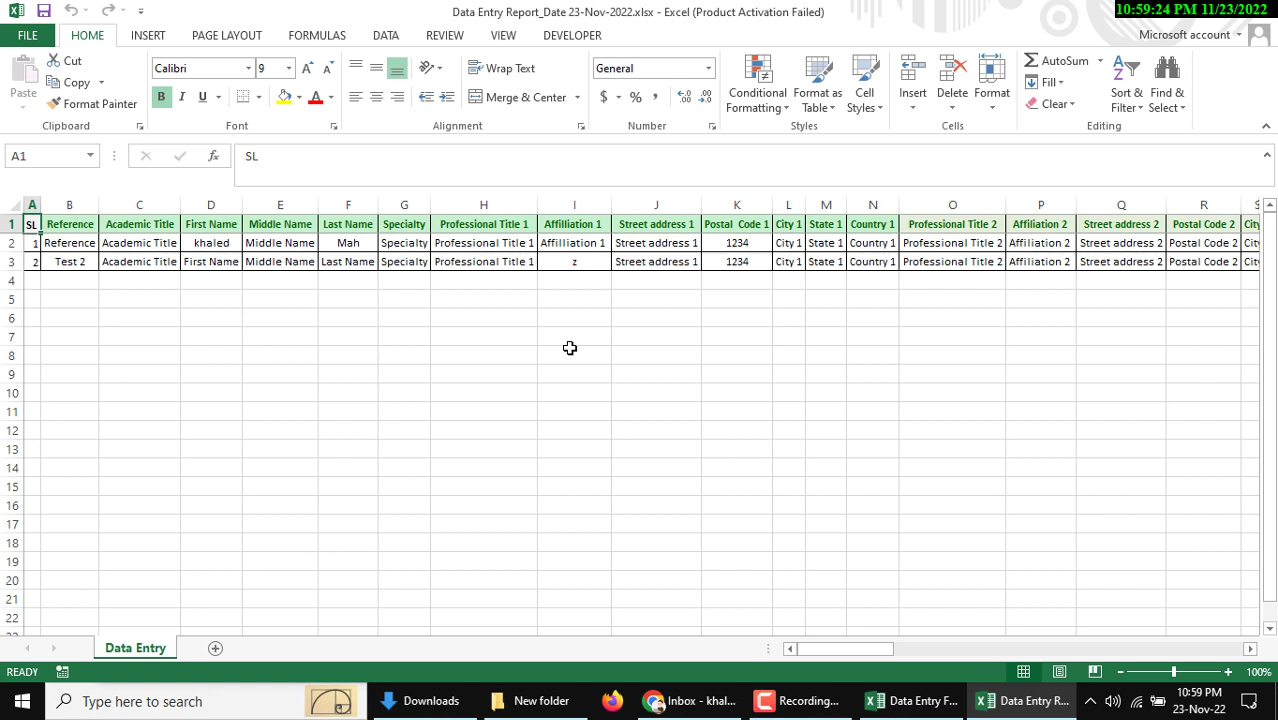 Data Entry Report_Date 23-Nov-2022.xlsx - Excel (Product Activation Failed)
10:59:24 PM 11/23/2022
FILE HOME INSERT PAGE LAYOUT FORMULAS DATA REVIEW VIEW DEVELOPER
Microsoft account
Paste
Cut
Copy
Format Painter
Clipboard
Calibri 9
B I U
A
Font
Wrap Text
Merge & Center
Alignment
General
$ % ,
Number
Conditional Formatting
Format as Table
Cell Styles
Styles
Insert Delete Format
Cells
AutoSum
Fill
Clear
Sort & Filter
Find & Select
Editing
A1
fx
SL
A B C D E F G H I J K L M N O P Q R S
1 SL Reference Academic Title First Name Middle Name Last Name Specialty Professional Title 1 Affilliation 1 Street address 1 Postal Code 1 City 1 State 1 Country 1 Professional Title 2 Affiliation 2 Street address 2 Postal Code 2 City
2 1 Reference Academic Title khaled Middle Name Mah Specialty Professional Title 1 Affilliation 1 Street address 1 1234 City 1 State 1 Country 1 Professional Title 2 Affiliation 2 Street address 2 Postal Code 2 City
3 2 Test 2 Academic Title First Name Middle Name Last Name Specialty Professional Title 1 z Street address 1 1234 City 1 State 1 Country 1 Professional Title 2 Affiliation 2 Street address 2 Postal Code 2 City
4
5
6
7
8
9
10
11
12
13
14
15
16
17
18
19
20
21
22
23
Data Entry
READY
100%
Type here to search
Downloads
New folder
Inbox - khal...
Recording...
Data Entry F...
Data Entry R...
10:59 PM
23-Nov-22